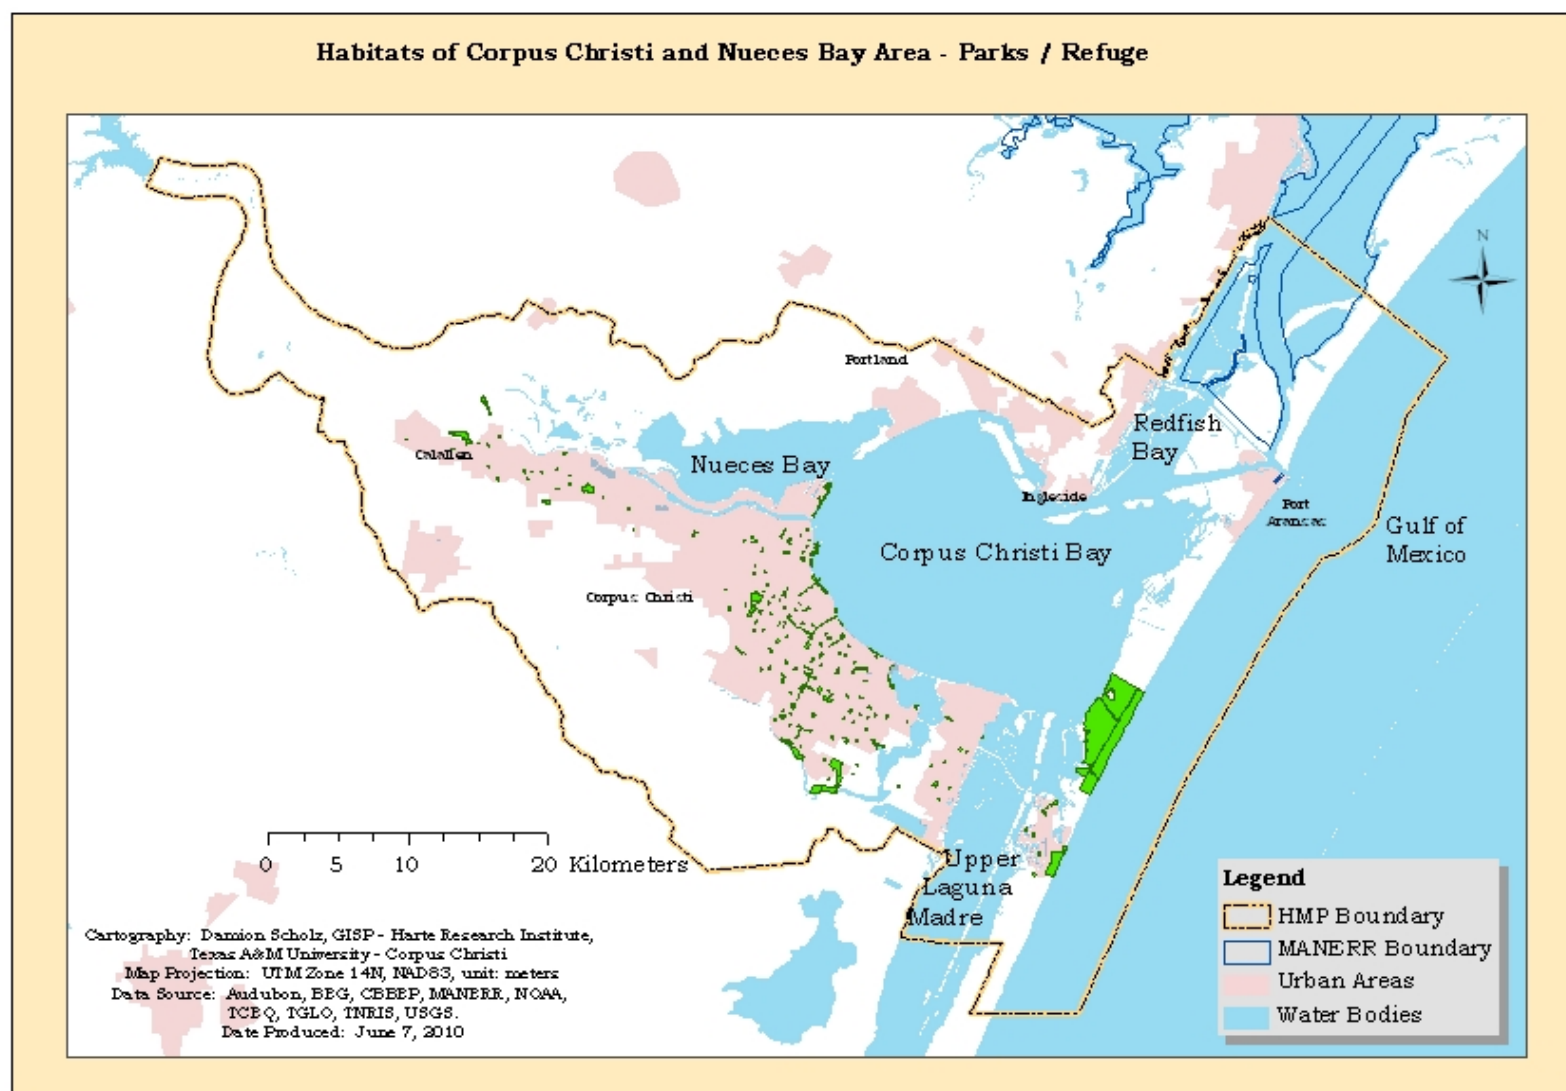 Habitats of Corpus Christi and Nueces Bay Area - Parks / Refuge
N
Portland
Redfish
Bay
Calallen
Nueces Bay
Ingleside
Port
Aransas
Gulf of
Mexico
Corpus Christi Bay
Corpus Christi
0 5 10 20 Kilometers
Upper
Laguna
Madre
Legend
HMP Boundary
MANERR Boundary
Urban Areas
Water Bodies
Cartography: Damion Scholz, GISP - Harte Research Institute,
Texas A&M University - Corpus Christi
Map Projection: UTM Zone 14N, NAD83, unit: meters
Data Source: Audubon, BEG, CBBEP, MANERR, NOAA,
TCEQ, TGLO, TNRIS, USGS.
Date Produced: June 7, 2010